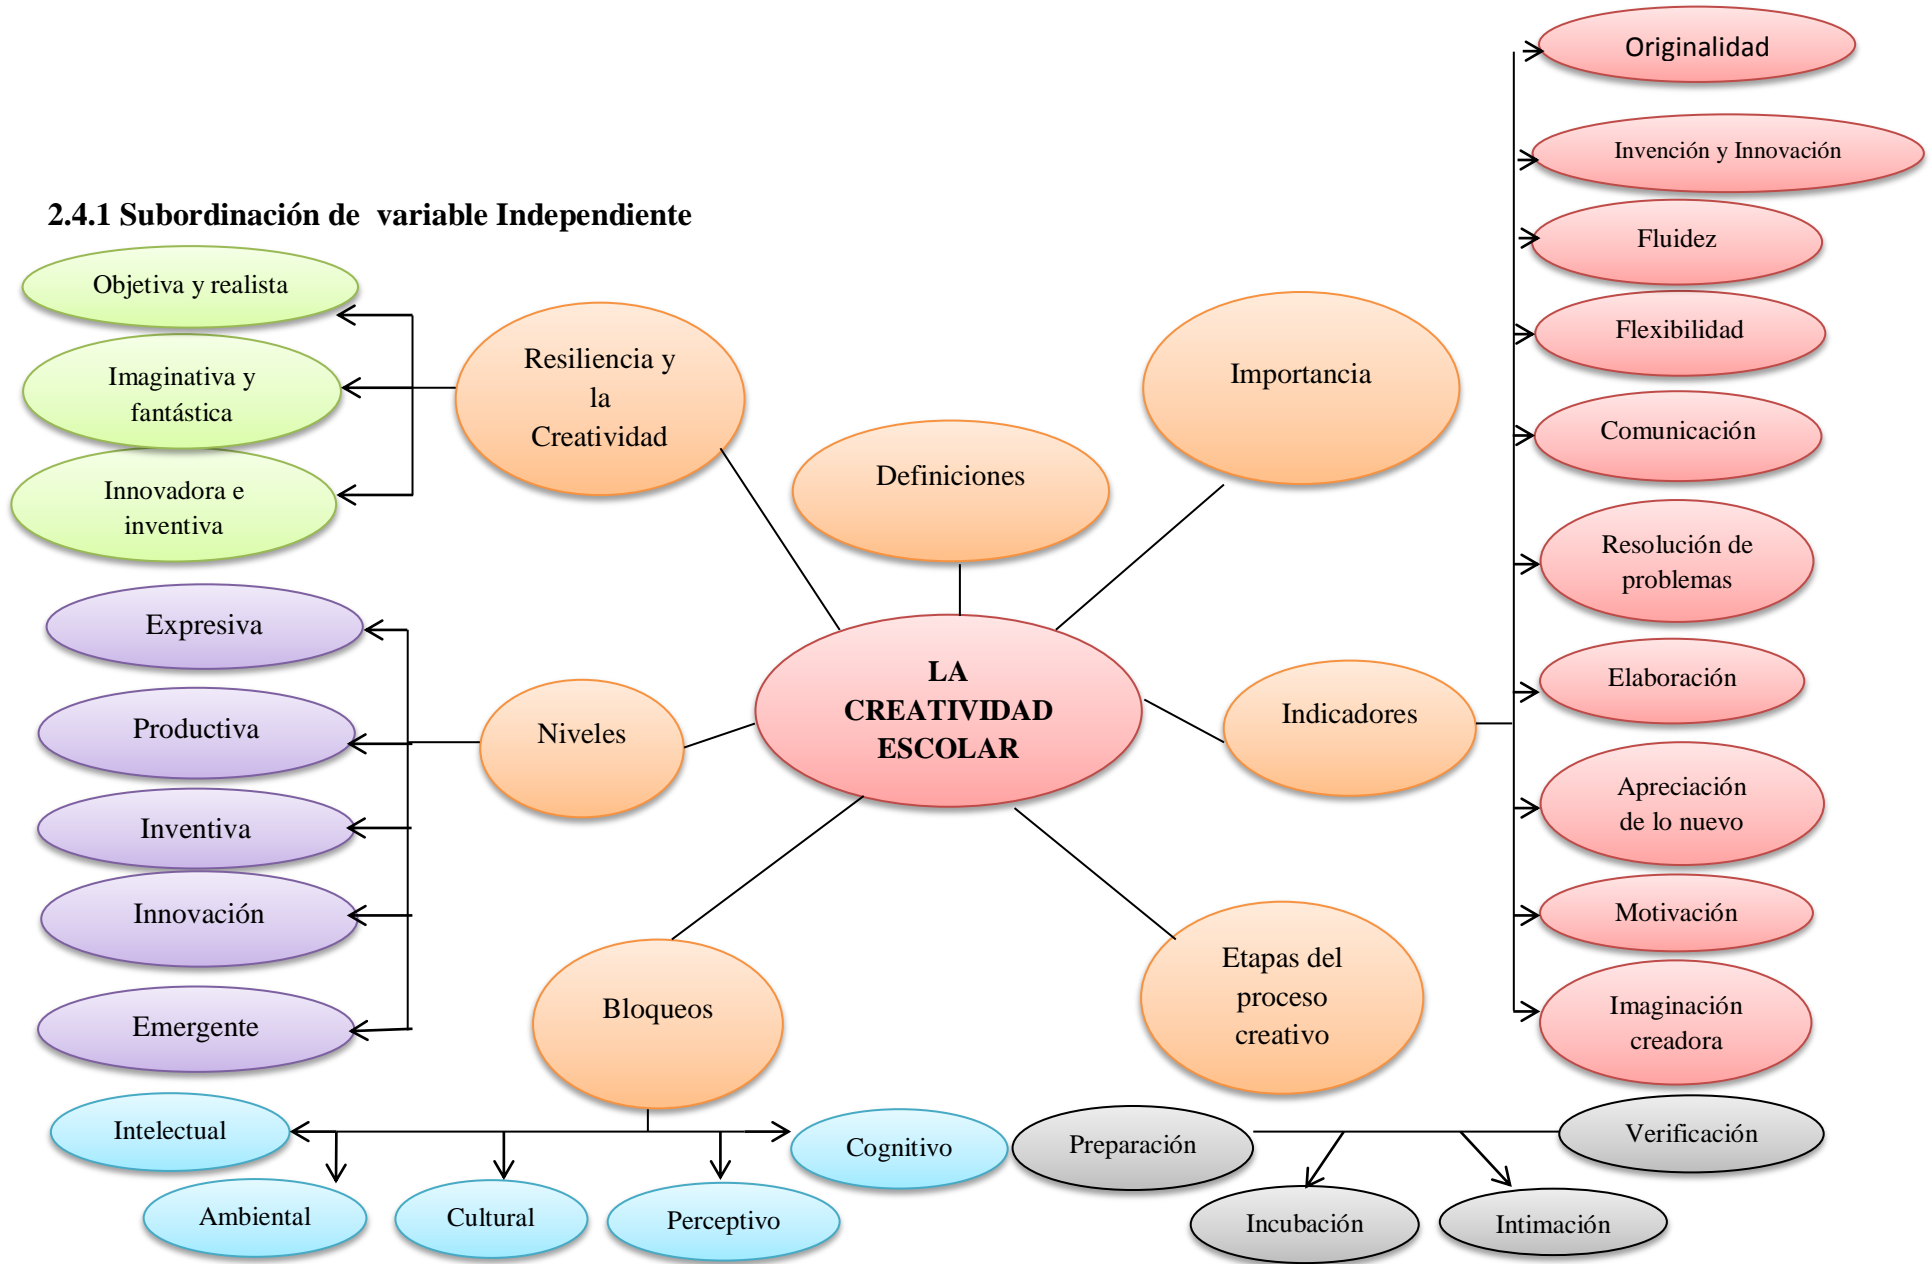 2.4.1 Subordinación de  variable Independiente
Objetiva y realista
Imaginativa y
fantástica
Innovadora e
inventiva
Resiliencia y
la
Creatividad
Definiciones
Importancia
Originalidad
Invención y Innovación
Fluidez
Flexibilidad
Comunicación
Resolución de
problemas
Elaboración
Apreciación
de lo nuevo
Motivación
Imaginación
creadora
Indicadores
LA
CREATIVIDAD
ESCOLAR
Niveles
Expresiva
Productiva
Inventiva
Innovación
Emergente
Bloqueos
Etapas del
proceso
creativo
Intelectual
Ambiental
Cultural
Perceptivo
Cognitivo
Preparación
Incubación
Intimación
Verificación